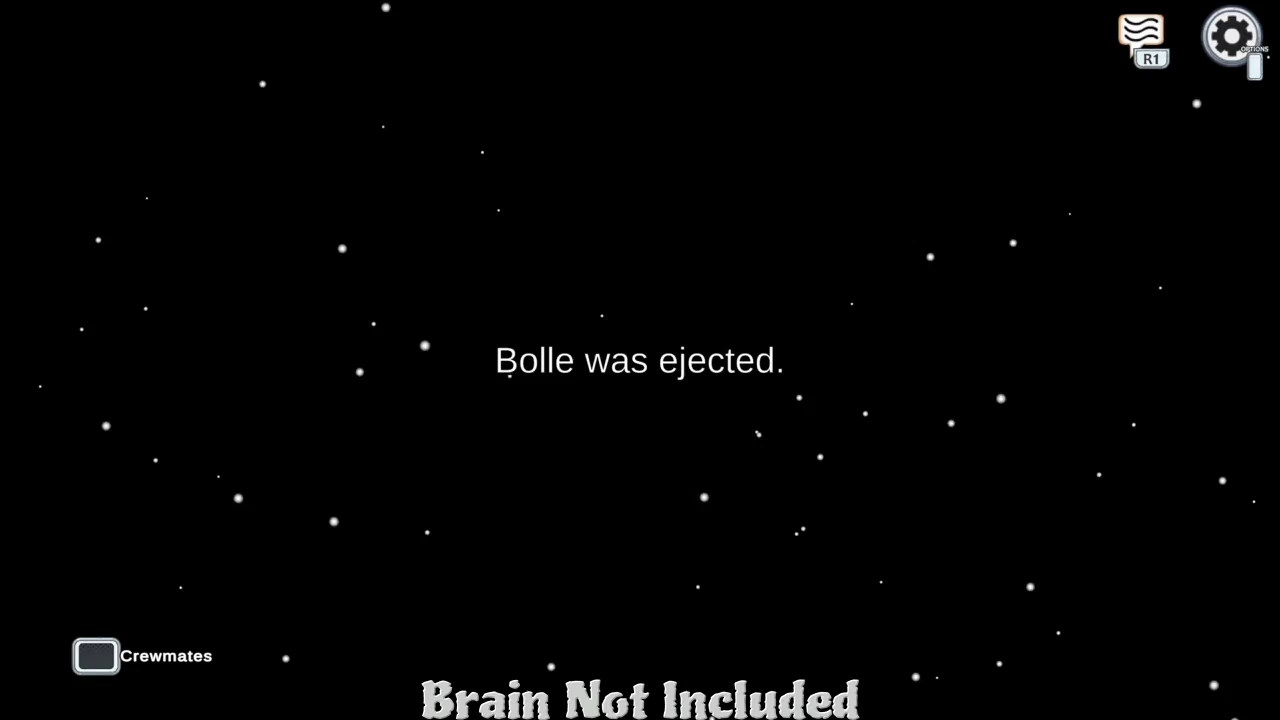 R1
OPTIONS
Bolle was ejected.
Crewmates
Brain Not Included